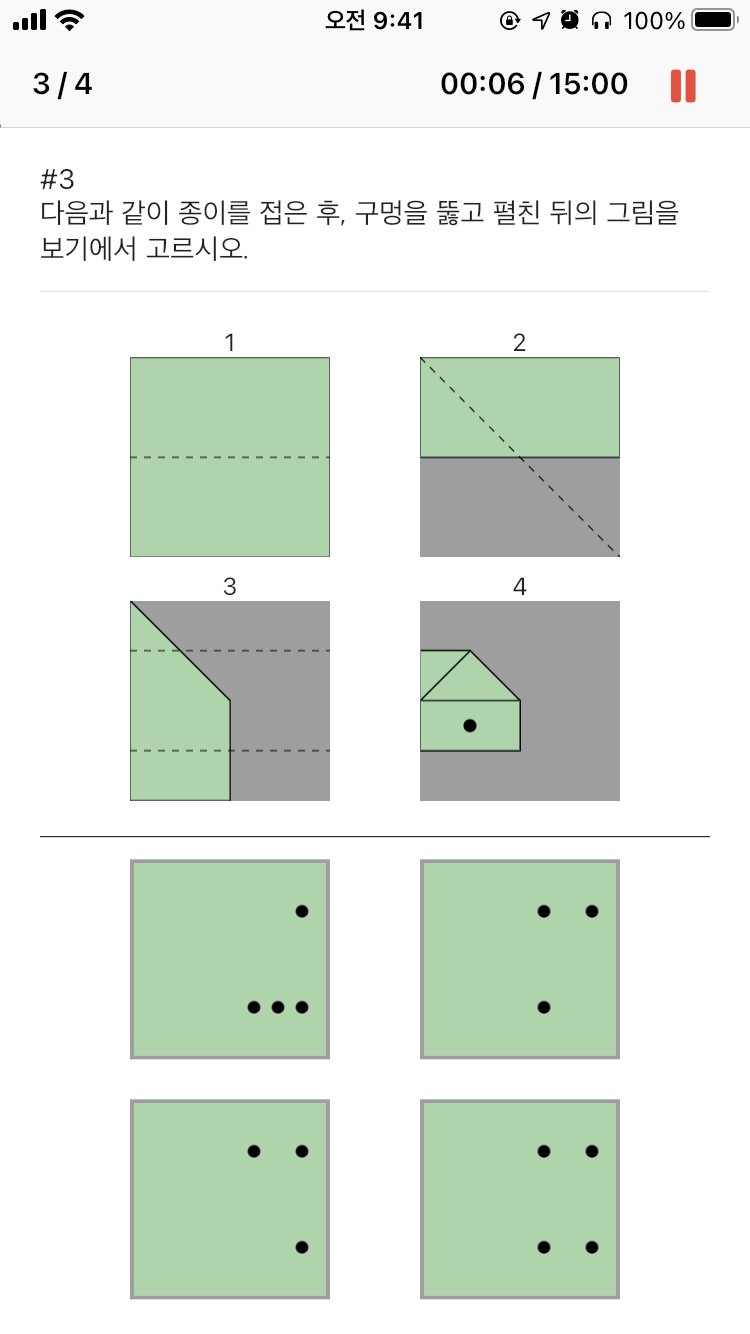 오전 9:41
100%
3 / 4
00:06 / 15:00
#3
다음과 같이 종이를 접은 후, 구멍을 뚫고 펼친 뒤의 그림을
보기에서 고르시오.
1
2
3
4